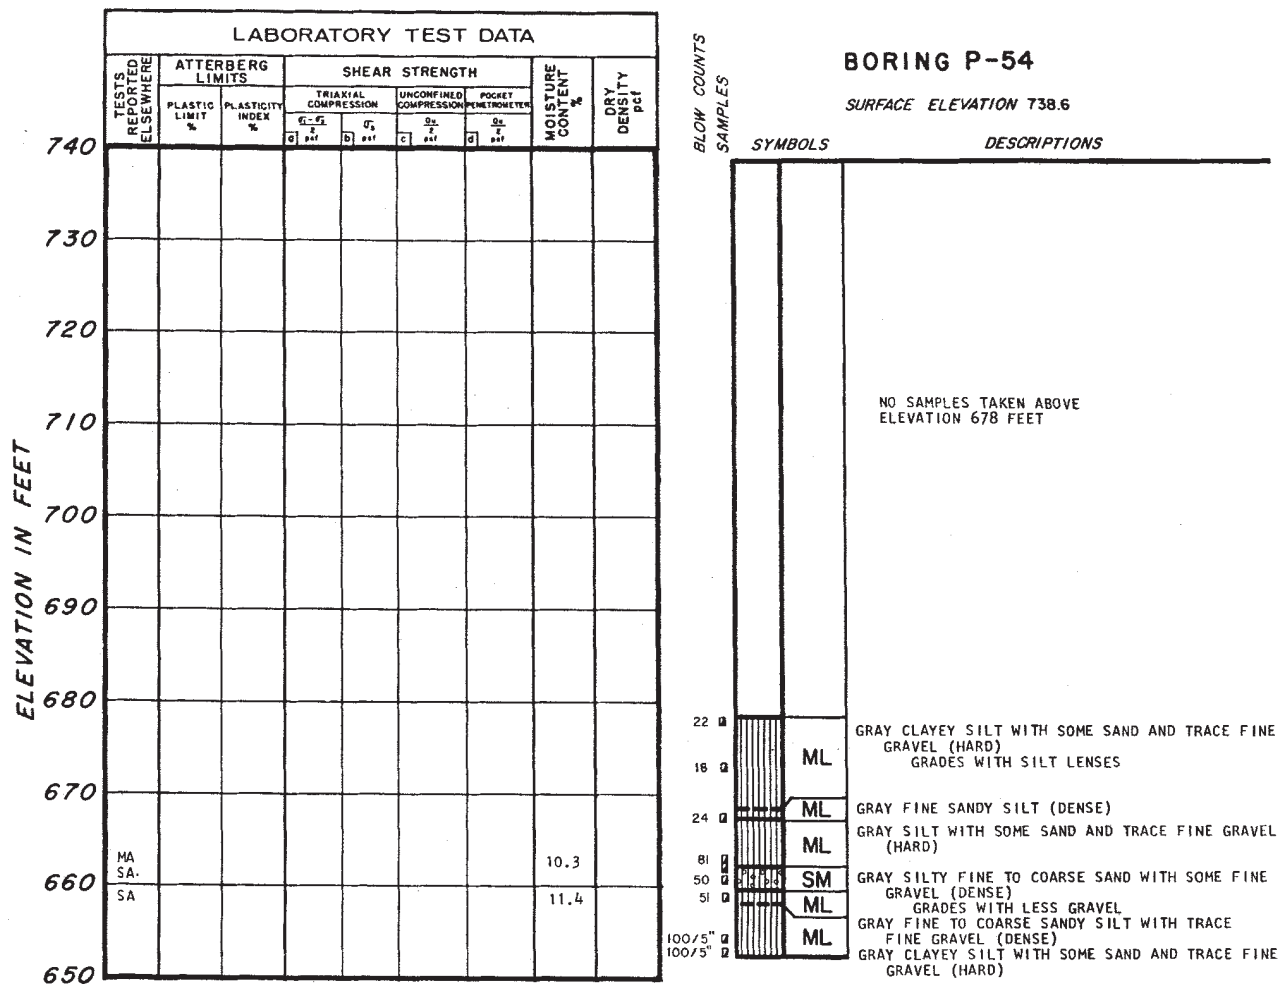 LABORATORY TEST DATA
TESTS REPORTED ELSEWHERE
ATTERBERG LIMITS
PLASTIC LIMIT %
PLASTICITY INDEX %
SHEAR STRENGTH
TRIAXIAL COMPRESSION
UNCONFINED COMPRESSION
POCKET PENETROMETER
psf
psf
c
psf
d
psf
MOISTURE CONTENT %
DRY DENSITY pcf
BLOW COUNTS
SAMPLES
BORING P-54
SURFACE ELEVATION 738.6
SYMBOLS
DESCRIPTIONS
ELEVATION IN FEET
740
730
720
710
700
690
680
670
660
650
NO SAMPLES TAKEN ABOVE
ELEVATION 678 FEET
22
ML
GRAY CLAYEY SILT WITH SOME SAND AND TRACE FINE
GRAVEL (HARD)
18
GRADES WITH SILT LENSES
ML
GRAY FINE SANDY SILT (DENSE)
24
ML
GRAY SILT WITH SOME SAND AND TRACE FINE GRAVEL
(HARD)
MA
SA.
10.3
81
50
SM
GRAY SILTY FINE TO COARSE SAND WITH SOME FINE
GRAVEL (DENSE)
SA
11.4
51
ML
GRADES WITH LESS GRAVEL
GRAY FINE TO COARSE SANDY SILT WITH TRACE
FINE GRAVEL (DENSE)
100/5"
ML
100/5"
GRAY CLAYEY SILT WITH SOME SAND AND TRACE FINE
GRAVEL (HARD)